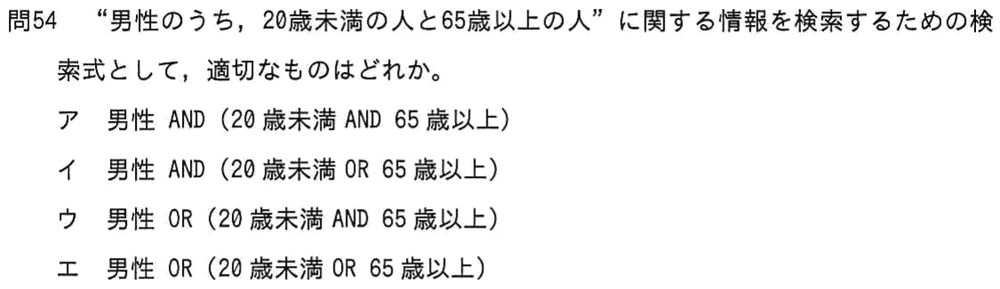 問54　“男性のうち，20歳未満の人と65歳以上の人”に関する情報を検索するための検
索式として，適切なものはどれか。
ア　男性 AND（20 歳未満 AND 65 歳以上）
イ　男性 AND（20 歳未満 OR 65 歳以上）
ウ　男性 OR（20 歳未満 AND 65 歳以上）
エ　男性 OR（20 歳未満 OR 65 歳以上）